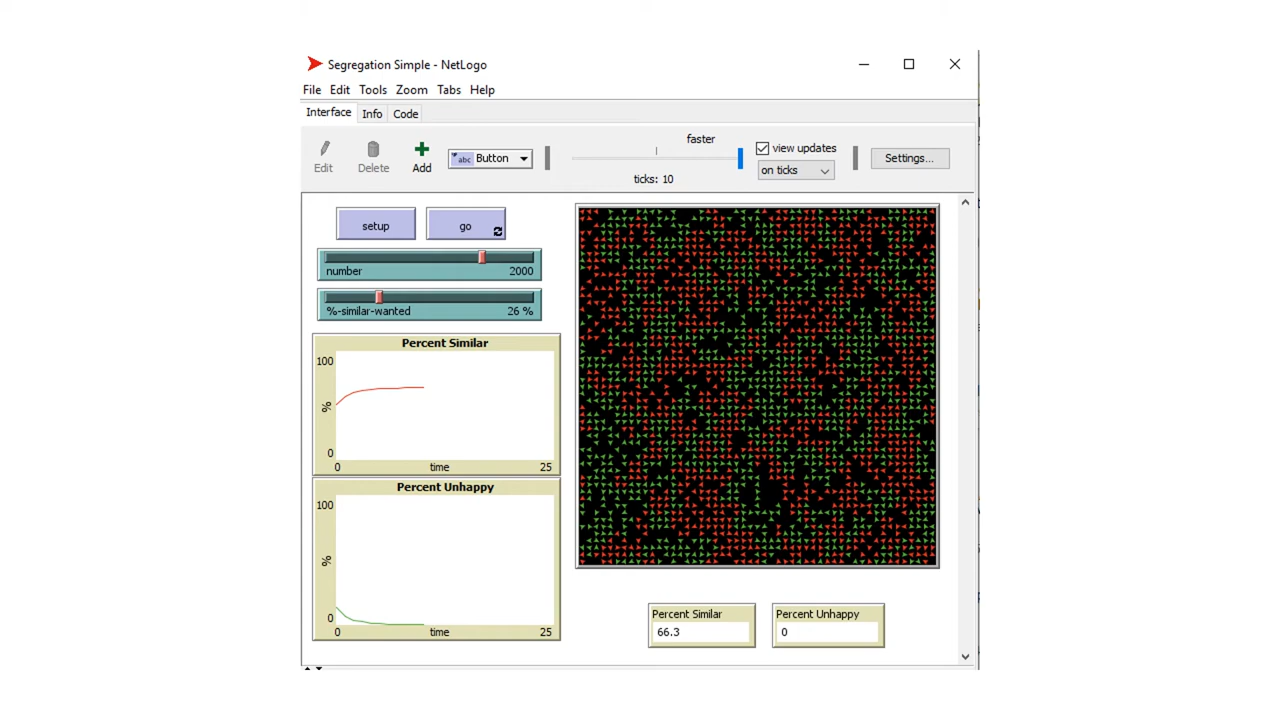 Segregation Simple - NetLogo
File Edit Tools Zoom Tabs Help
Interface Info Code
Edit Delete Add abc Button faster view updates Settings...
ticks: 10 on ticks
setup go
number 2000
%-similar-wanted 26 %
Percent Similar
100
%
0
0 time 25
Percent Unhappy
100
%
0
0 time 25
Percent Similar Percent Unhappy
66.3 0